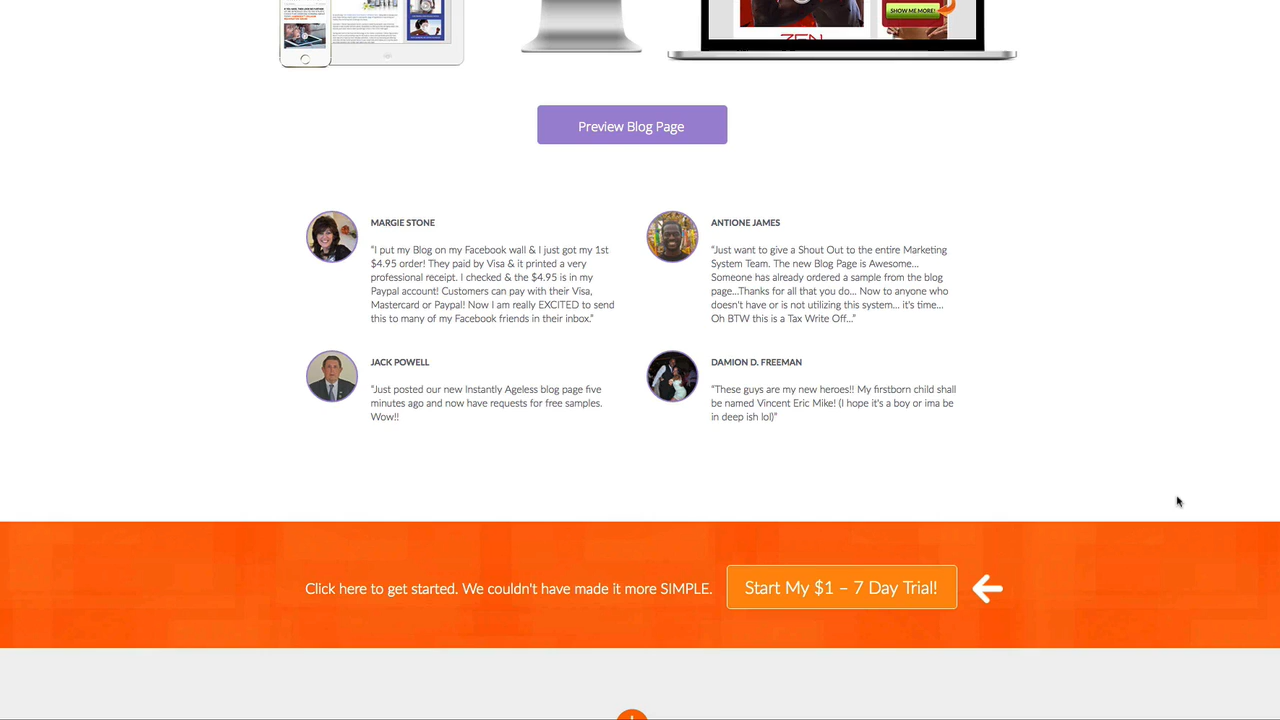 SHOW ME MORE!
ZEN
Preview Blog Page
MARGIE STONE
“I put my Blog on my Facebook wall & I just got my 1st
$4.95 order! They paid by Visa & it printed a very
professional receipt. I checked & the $4.95 is in my
Paypal account! Customers can pay with their Visa,
Mastercard or Paypal! Now I am really EXCITED to send
this to many of my Facebook friends in their inbox.”
ANTIONE JAMES
“Just want to give a Shout Out to the entire Marketing
System Team. The new Blog Page is Awesome...
Someone has already ordered a sample from the blog
page...Thanks for all that you do... Now to anyone who
doesn't have or is not utilizing this system... it's time...
Oh BTW this is a Tax Write Off...”
JACK POWELL
“Just posted our new Instantly Ageless blog page five
minutes ago and now have requests for free samples.
Wow!!
DAMION D. FREEMAN
“These guys are my new heroes!! My firstborn child shall
be named Vincent Eric Mike! (I hope it's a boy or ima be
in deep ish lol)”
Click here to get started. We couldn't have made it more SIMPLE.
Start My $1 – 7 Day Trial!